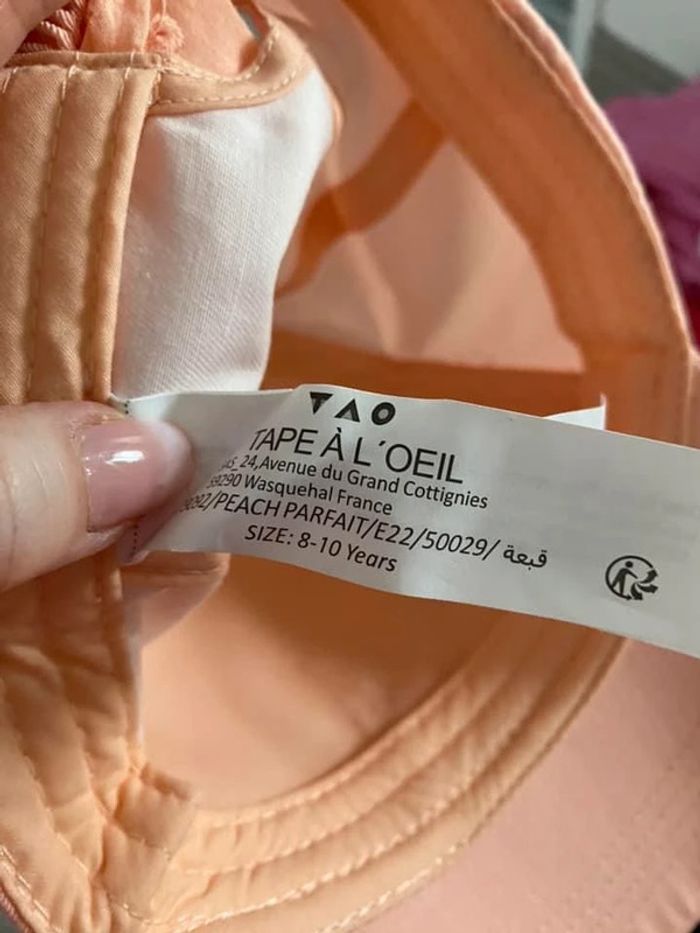 TAO
TAPE À L´OEIL
24,Avenue du Grand Cottignies
59290 Wasquehal France
/PEACH PARFAIT/E22/50029/ قبعة
SIZE: 8-10 Years